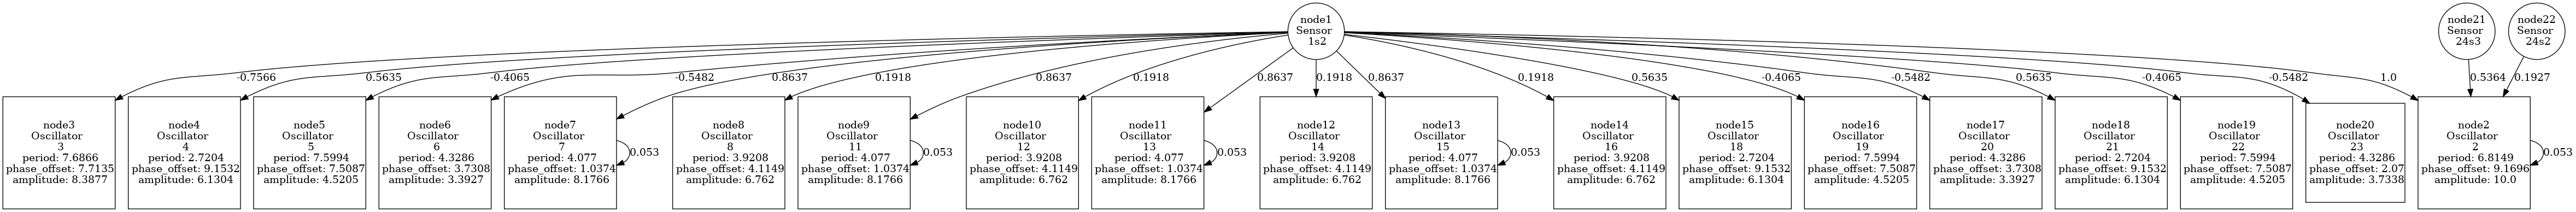 node1
Sensor
1s2
node21
Sensor
24s3
node22
Sensor
24s2
-0.7566
0.5635
-0.4065
-0.5482
0.8637
0.1918
0.8637
0.1918
0.8637
0.1918
0.8637
0.1918
0.5635
-0.4065
-0.5482
0.5635
-0.4065
-0.5482
1.0
0.5364
0.1927
node3
Oscillator
3
period: 7.6866
phase_offset: 7.7135
amplitude: 8.3877
node4
Oscillator
4
period: 2.7204
phase_offset: 9.1532
amplitude: 6.1304
node5
Oscillator
5
period: 7.5994
phase_offset: 7.5087
amplitude: 4.5205
node6
Oscillator
6
period: 4.3286
phase_offset: 3.7308
amplitude: 3.3927
node7
Oscillator
7
period: 4.077
phase_offset: 1.0374
amplitude: 8.1766
0.053
node8
Oscillator
8
period: 3.9208
phase_offset: 4.1149
amplitude: 6.762
node9
Oscillator
11
period: 4.077
phase_offset: 1.0374
amplitude: 8.1766
0.053
node10
Oscillator
12
period: 3.9208
phase_offset: 4.1149
amplitude: 6.762
node11
Oscillator
13
period: 4.077
phase_offset: 1.0374
amplitude: 8.1766
0.053
node12
Oscillator
14
period: 3.9208
phase_offset: 4.1149
amplitude: 6.762
node13
Oscillator
15
period: 4.077
phase_offset: 1.0374
amplitude: 8.1766
0.053
node14
Oscillator
16
period: 3.9208
phase_offset: 4.1149
amplitude: 6.762
node15
Oscillator
18
period: 2.7204
phase_offset: 9.1532
amplitude: 6.1304
node16
Oscillator
19
period: 7.5994
phase_offset: 7.5087
amplitude: 4.5205
node17
Oscillator
20
period: 4.3286
phase_offset: 3.7308
amplitude: 3.3927
node18
Oscillator
21
period: 2.7204
phase_offset: 9.1532
amplitude: 6.1304
node19
Oscillator
22
period: 7.5994
phase_offset: 7.5087
amplitude: 4.5205
node20
Oscillator
23
period: 4.3286
phase_offset: 2.07
amplitude: 3.7338
node2
Oscillator
2
period: 6.8149
phase_offset: 9.1696
amplitude: 10.0
0.053